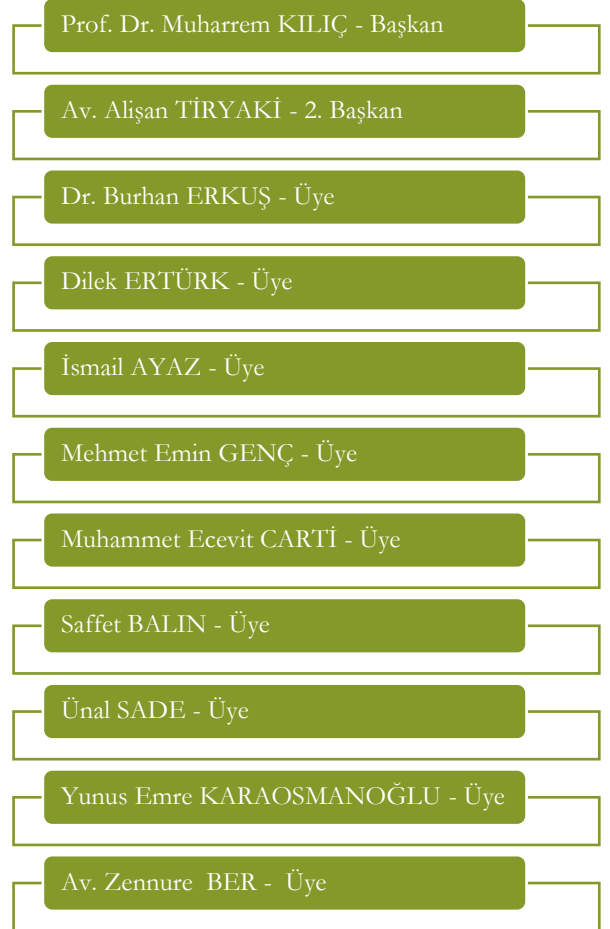 Prof. Dr. Muharrem KILIÇ - Başkan
Av. Alişan TİRYAKİ - 2. Başkan
Dr. Burhan ERKUŞ - Üye
Dilek ERTÜRK - Üye
İsmail AYAZ - Üye
Mehmet Emin GENÇ - Üye
Muhammet Ecevit CARTİ - Üye
Saffet BALIN - Üye
Ünal SADE - Üye
Yunus Emre KARAOSMANOĞLU - Üye
Av. Zennure  BER -  Üye